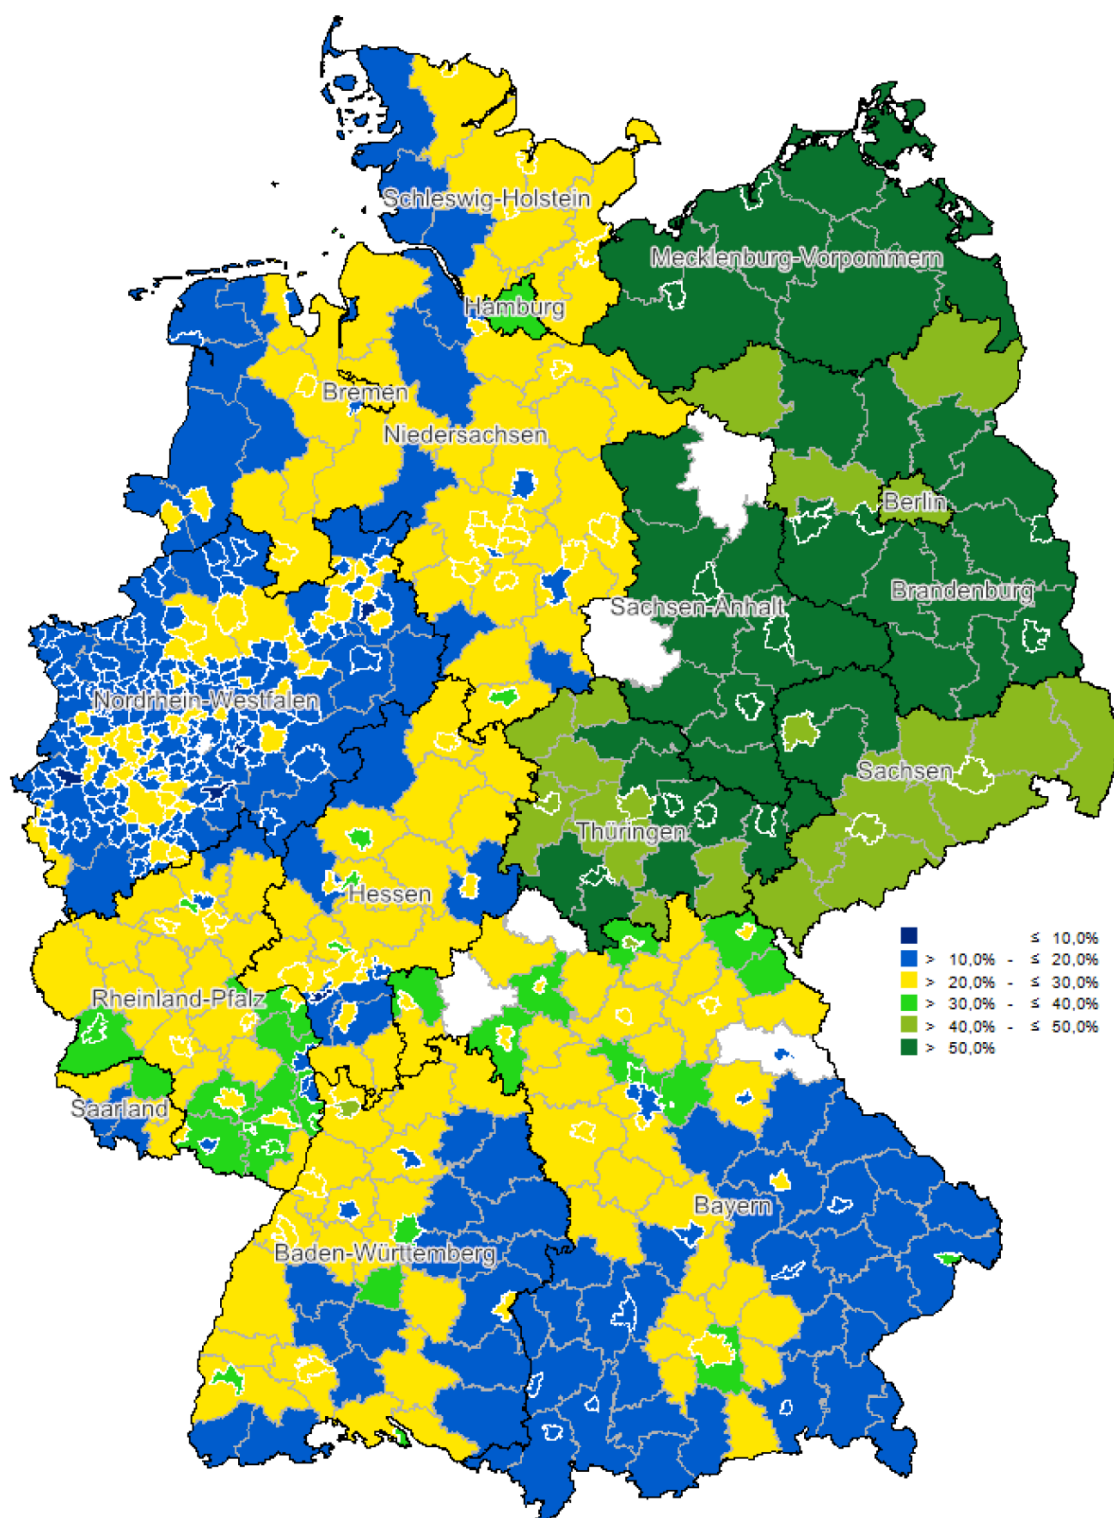 Schleswig-Holstein
Mecklenburg-Vorpommern
Hamburg
Bremen
Niedersachsen
Berlin
Brandenburg
Sachsen-Anhalt
Nordrhein-Westfalen
Sachsen
Thüringen
Hessen
≤ 10,0%
> 10,0% - ≤ 20,0%
> 20,0% - ≤ 30,0%
> 30,0% - ≤ 40,0%
> 40,0% - ≤ 50,0%
> 50,0%
Rheinland-Pfalz
Saarland
Bayern
Baden-Württemberg